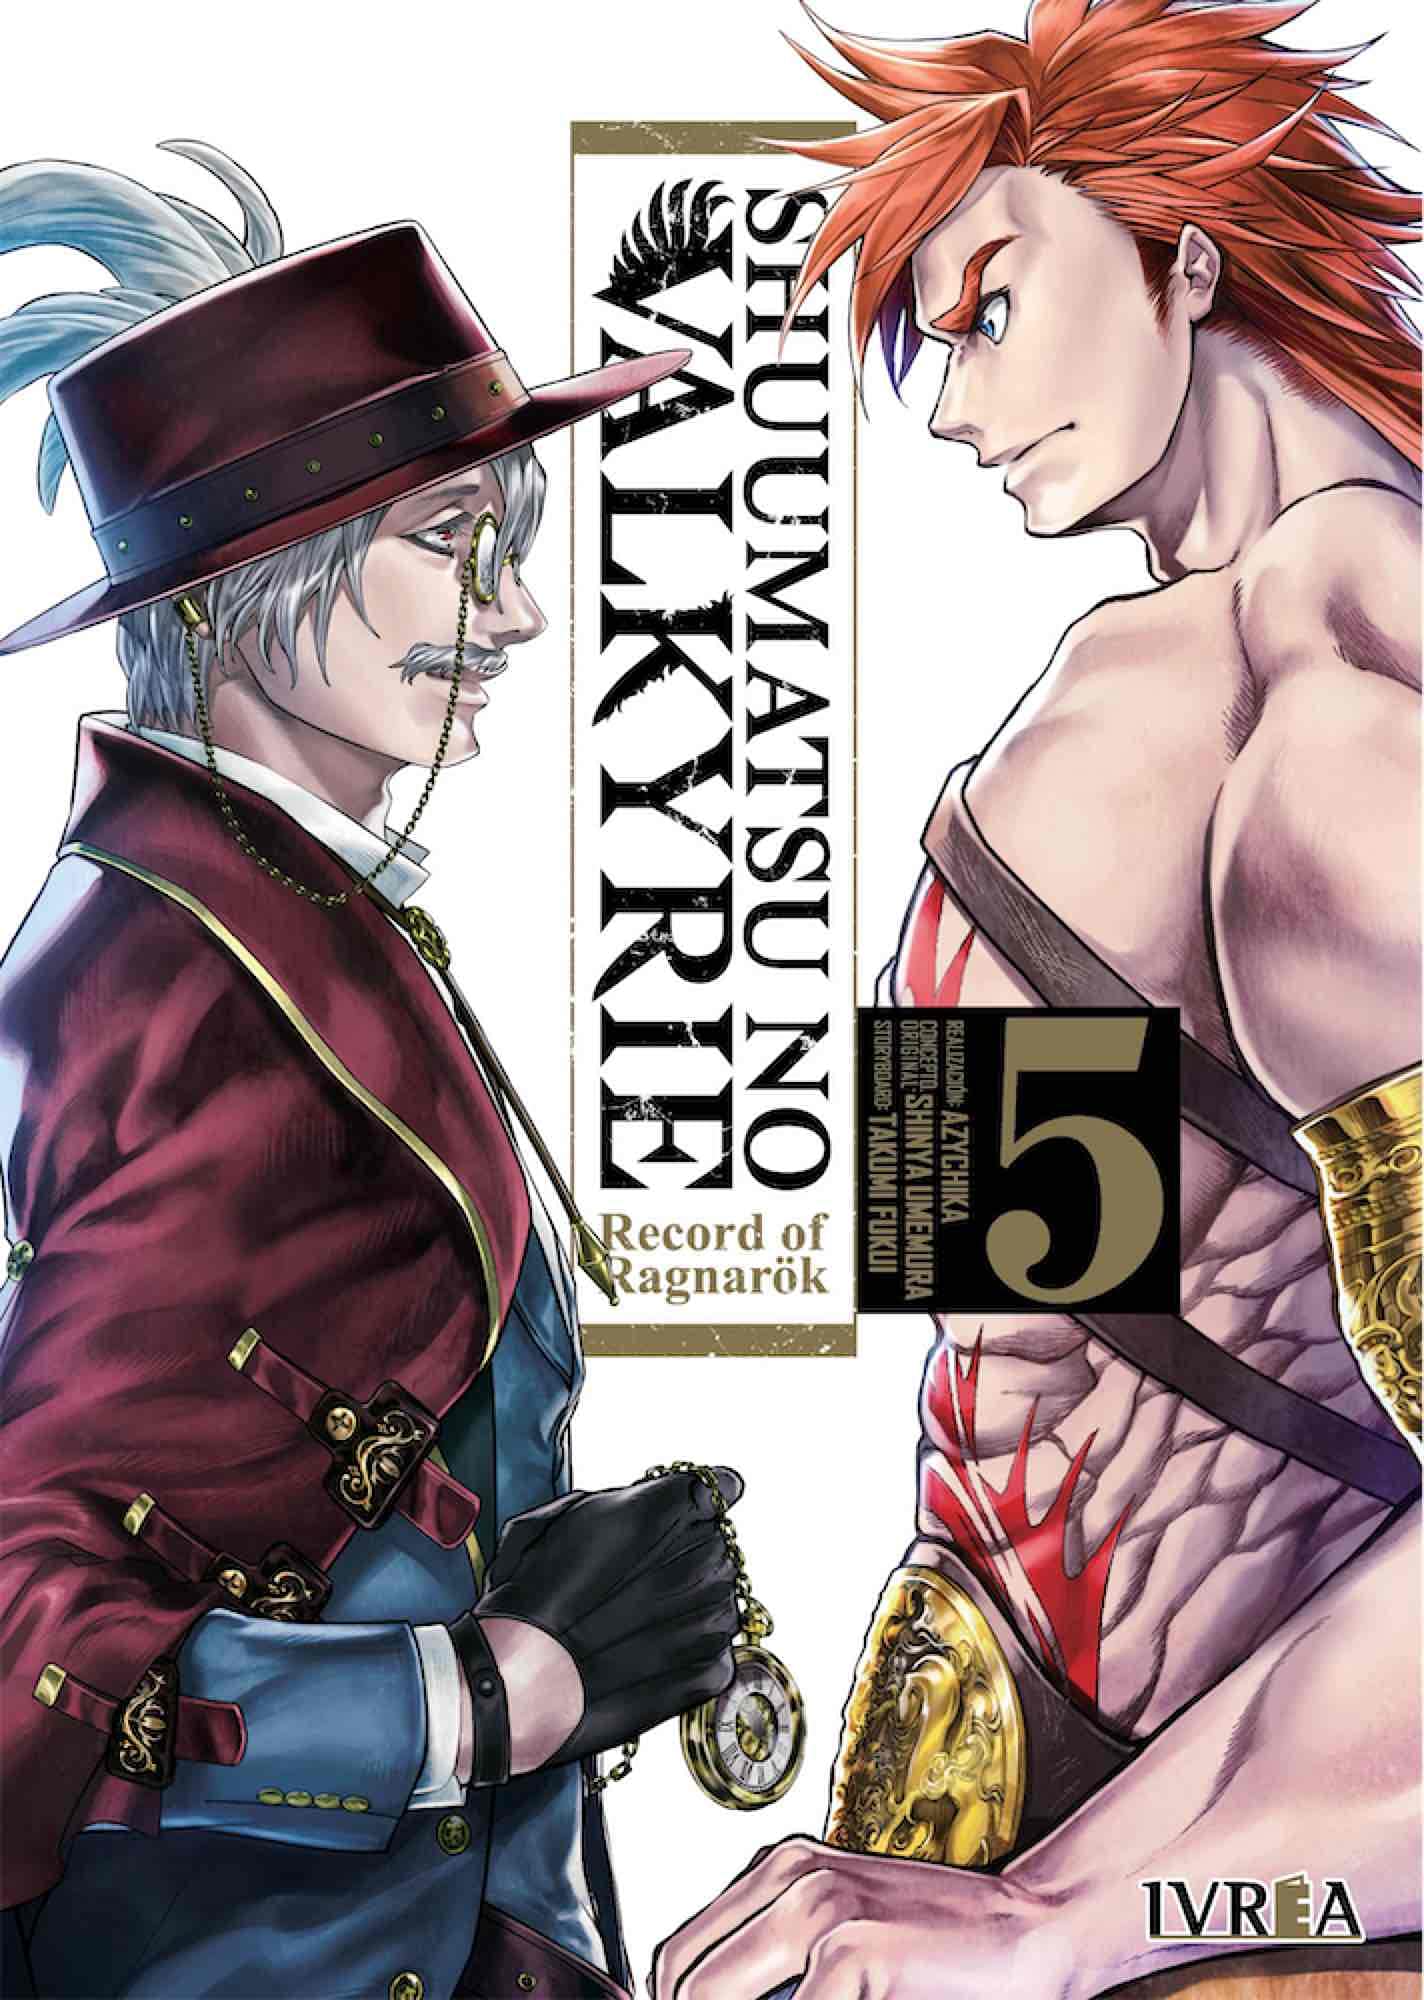 SHUUMATSU NO
VALKYRIE
Record of
Ragnarök
5
REALIZACIÓN: AZYCHIKA
CONCEPTO
ORIGINAL: SHINYA UMEMURA
STORYBOARD: TAKUMI FUKUI
IVREA